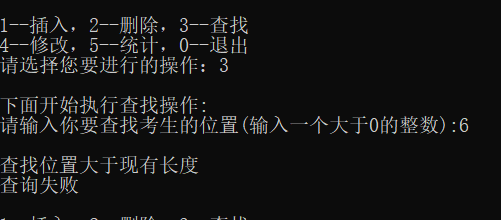 1--插入，2--删除，3--查找
4--修改，5--统计，0--退出
请选择您要进行的操作：3
下面开始执行查找操作:
请输入你要查找考生的位置(输入一个大于0的整数):6
查找位置大于现有长度
查询失败